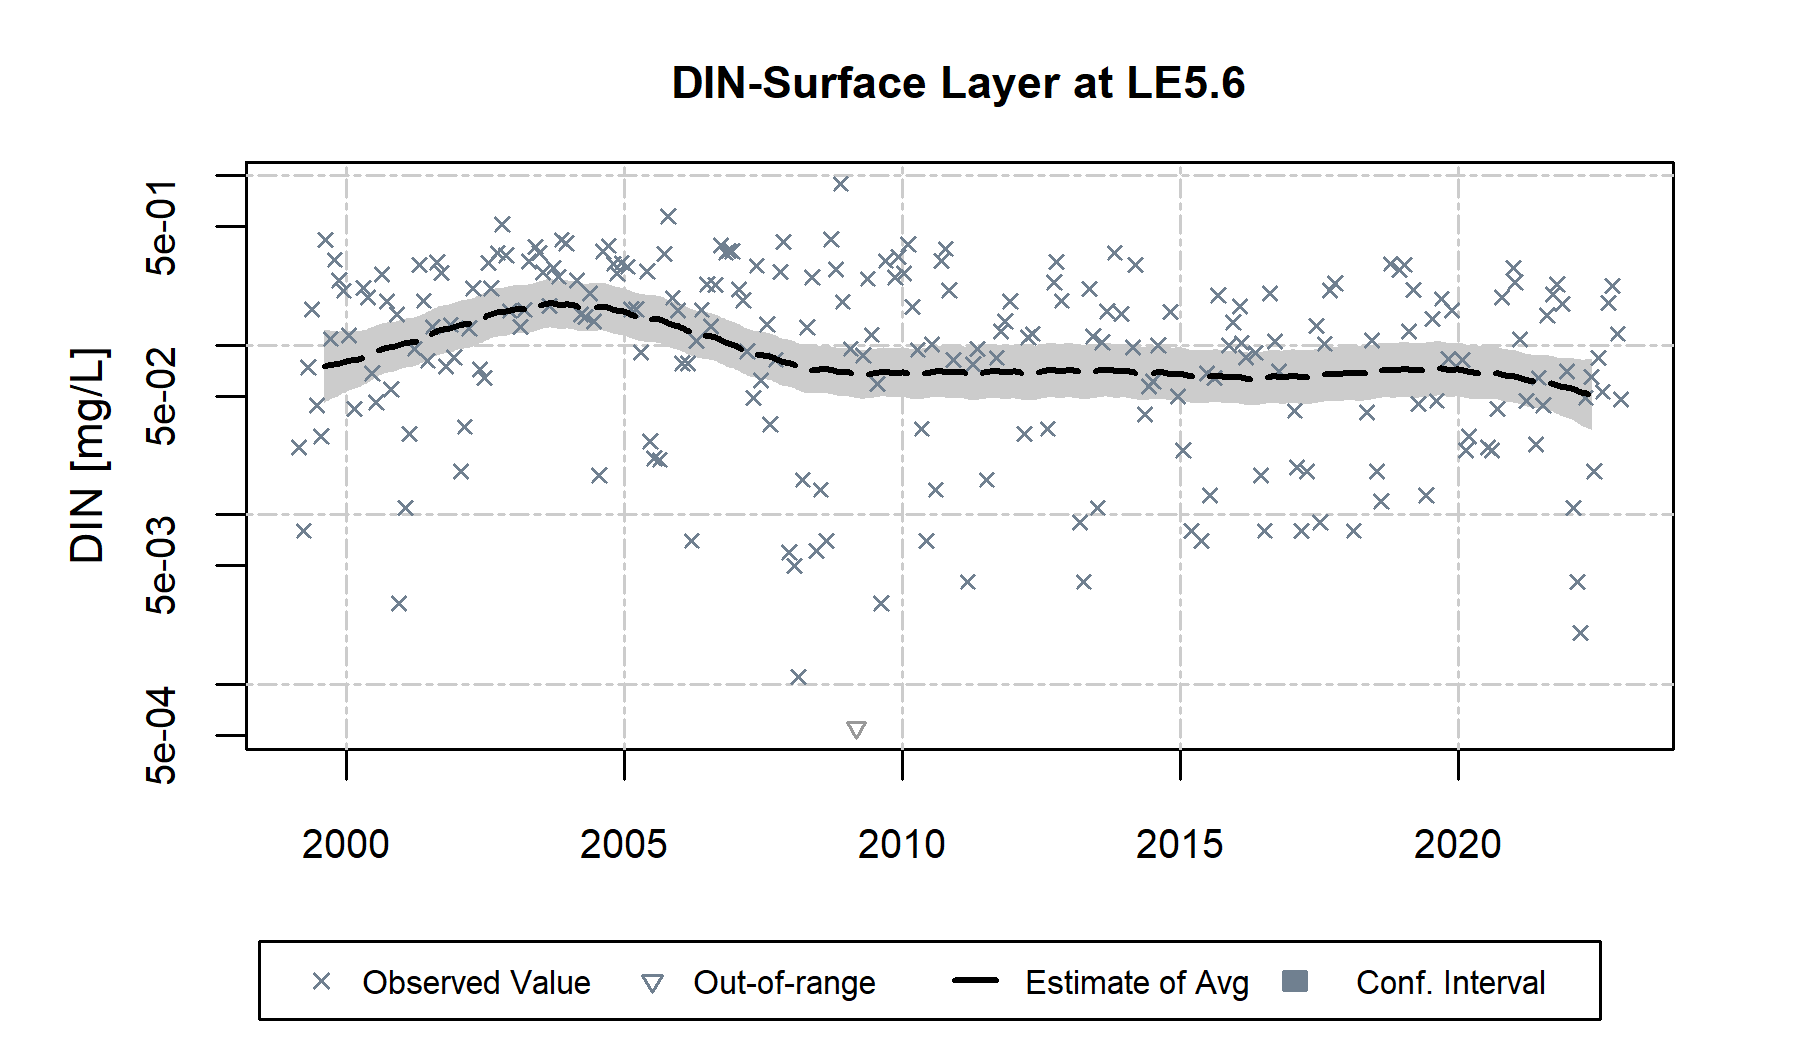 DIN-Surface Layer at LE5.6
DIN [mg/L]
5e-01
5e-02
5e-03
5e-04
2000 2005 2010 2015 2020
Observed Value Out-of-range Estimate of Avg Conf. Interval